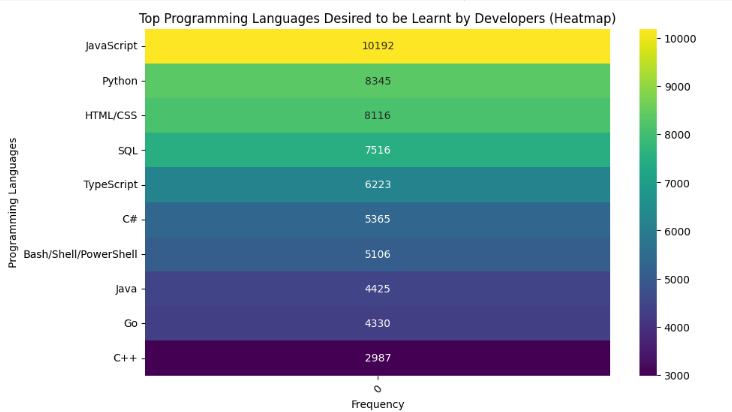 Top Programming Languages Desired to be Learnt by Developers (Heatmap)
Programming Languages
JavaScript 10192
Python 8345
HTML/CSS 8116
SQL 7516
TypeScript 6223
C# 5365
Bash/Shell/PowerShell 5106
Java 4425
Go 4330
C++ 2987
0
Frequency
10000
9000
8000
7000
6000
5000
4000
3000